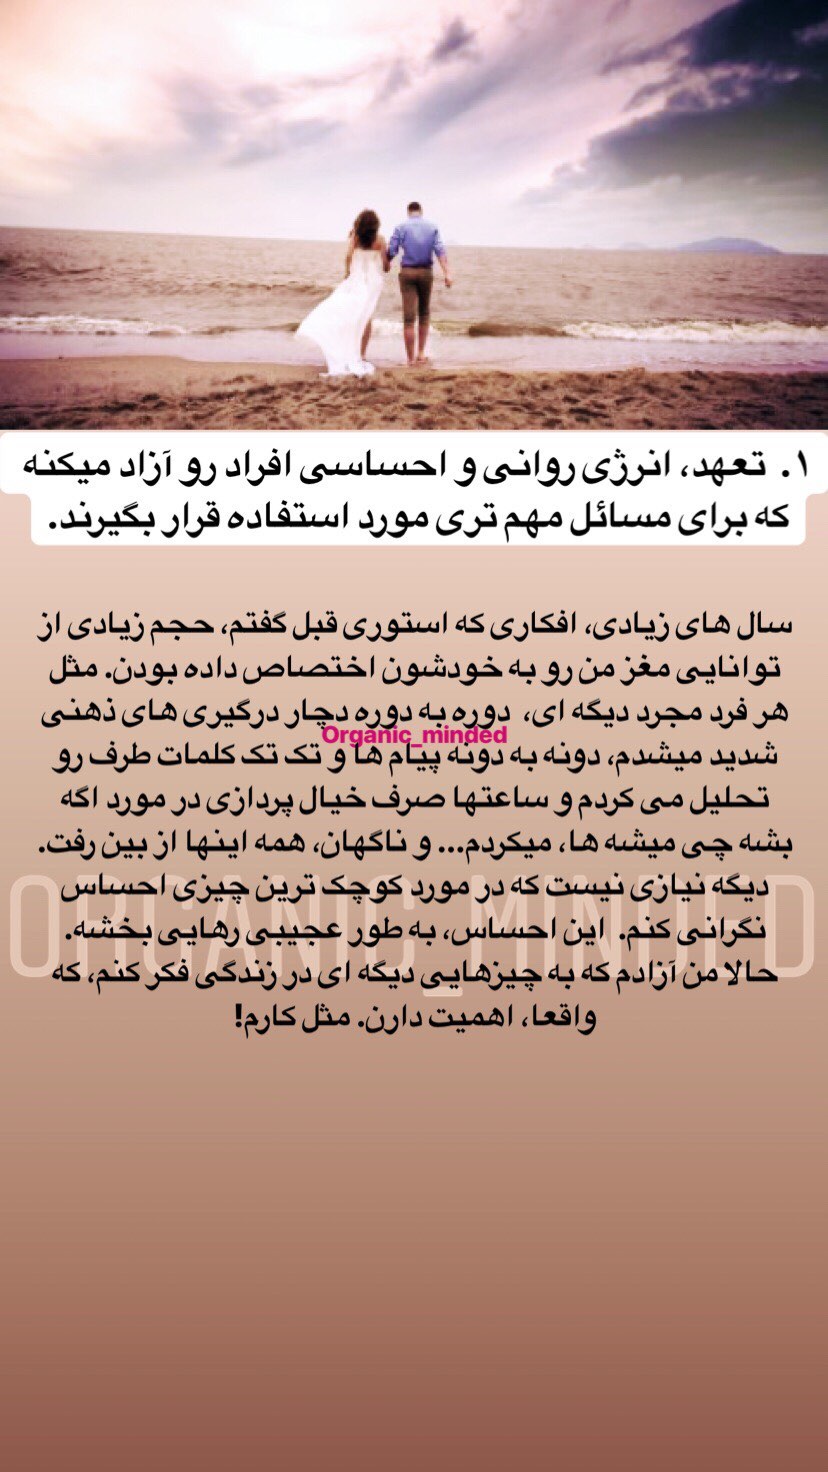 ۱. تعهد، انرژی روانی و احساسی افراد رو آزاد میکنه
که برای مسائل مهم تری مورد استفاده قرار بگیرند.
سال های زیادی، افکاری که استوری قبل گفتم، حجم زیادی از
توانایی مغز من رو به خودشون اختصاص داده بودن. مثل
هر فرد مجرد دیگه ای، دوره به دوره دچار درگیری های ذهنی
Organic_minded
شدید میشدم، دونه به دونه پیام ها و تک تک کلمات طرف رو
تحلیل می کردم و ساعتها صرف خیال پردازی در مورد اگه
بشه چی میشه ها، میکردم... و ناگهان، همه اینها از بین رفت.
دیگه نیازی نیست که در مورد کوچک ترین چیزی احساس
ORGANIC_MINDED
نگرانی کنم. این احساس، به طور عجیبی رهایی بخشه.
حالا من آزادم که به چیزهایی دیگه ای در زندگی فکر کنم، که
واقعا، اهمیت دارن. مثل کارم!